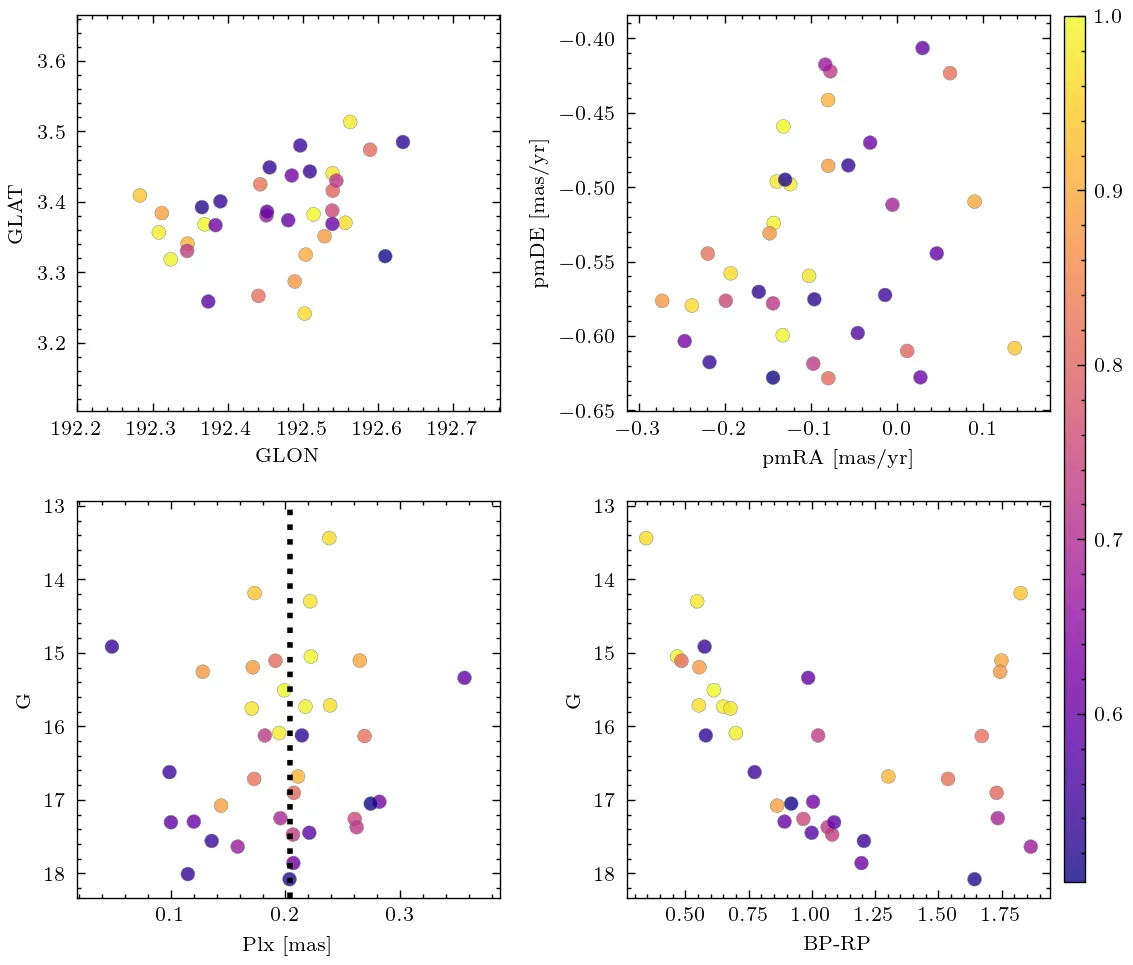 3.6
3.5
3.4
3.3
3.2
GLAT
192.2 192.3 192.4 192.5 192.6 192.7
GLON
−0.40
−0.45
−0.50
−0.55
−0.60
−0.65
pmDE [mas/yr]
−0.3 −0.2 −0.1 0.0 0.1
pmRA [mas/yr]
1.0
0.9
0.8
0.7
0.6
13
14
15
16
17
18
G
0.1 0.2 0.3
Plx [mas]
13
14
15
16
17
18
G
0.50 0.75 1.00 1.25 1.50 1.75
BP-RP